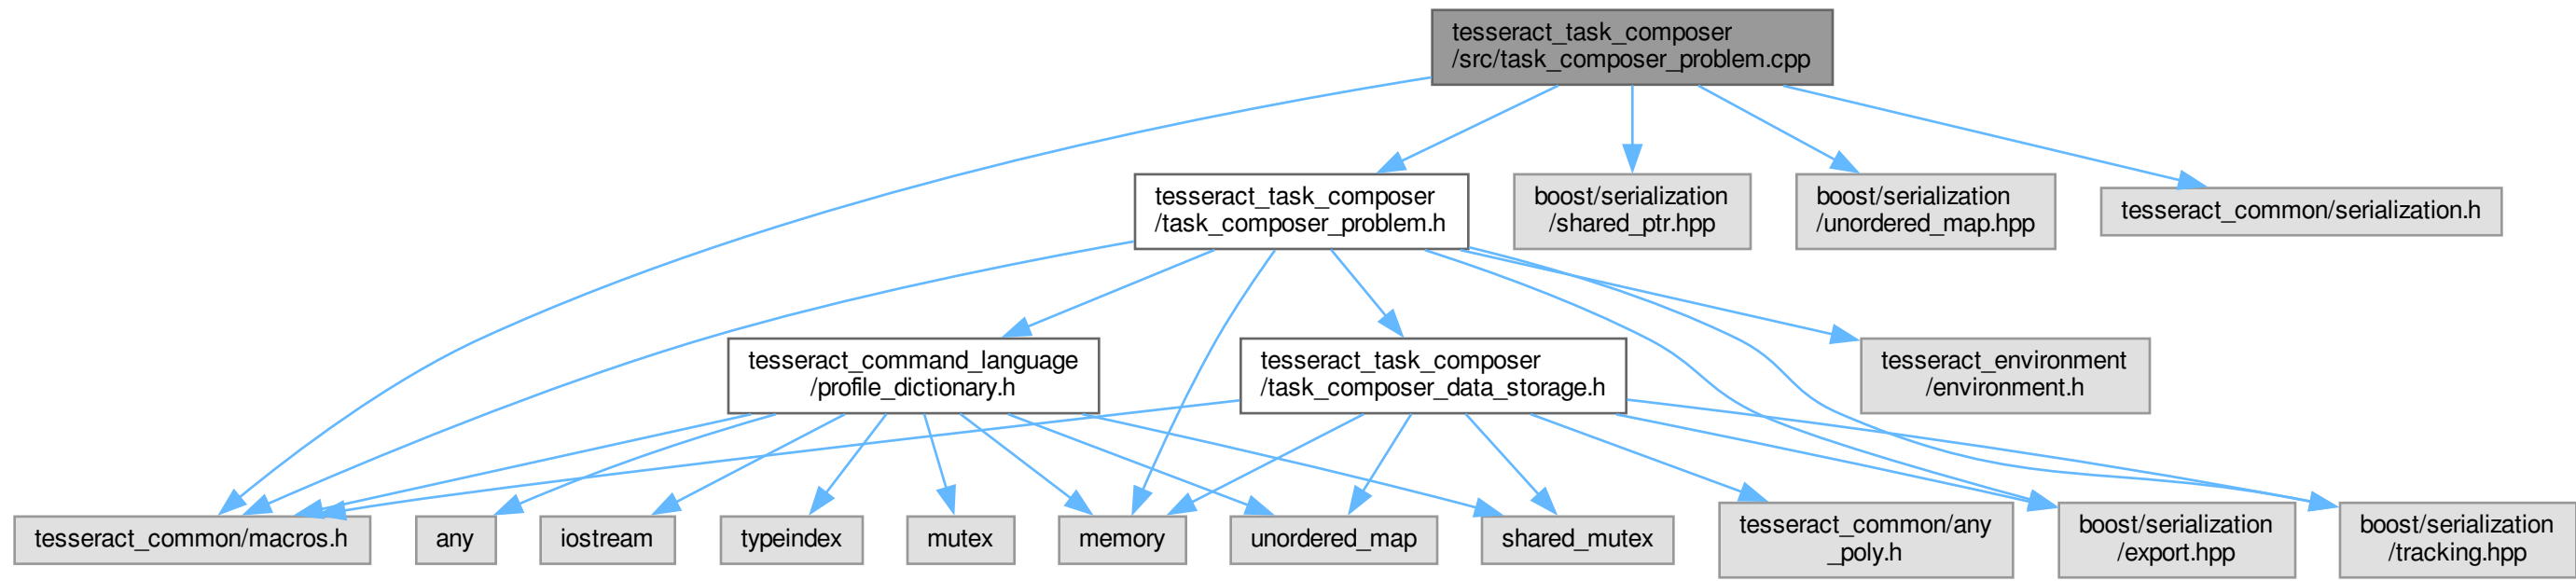 tesseract_task_composer
/src/task_composer_problem.cpp
tesseract_task_composer
/task_composer_problem.h
boost/serialization
/shared_ptr.hpp
boost/serialization
/unordered_map.hpp
tesseract_common/serialization.h
tesseract_command_language
/profile_dictionary.h
tesseract_task_composer
/task_composer_data_storage.h
tesseract_environment
/environment.h
tesseract_common/macros.h
any
iostream
typeindex
mutex
memory
unordered_map
shared_mutex
tesseract_common/any
_poly.h
boost/serialization
/export.hpp
boost/serialization
/tracking.hpp